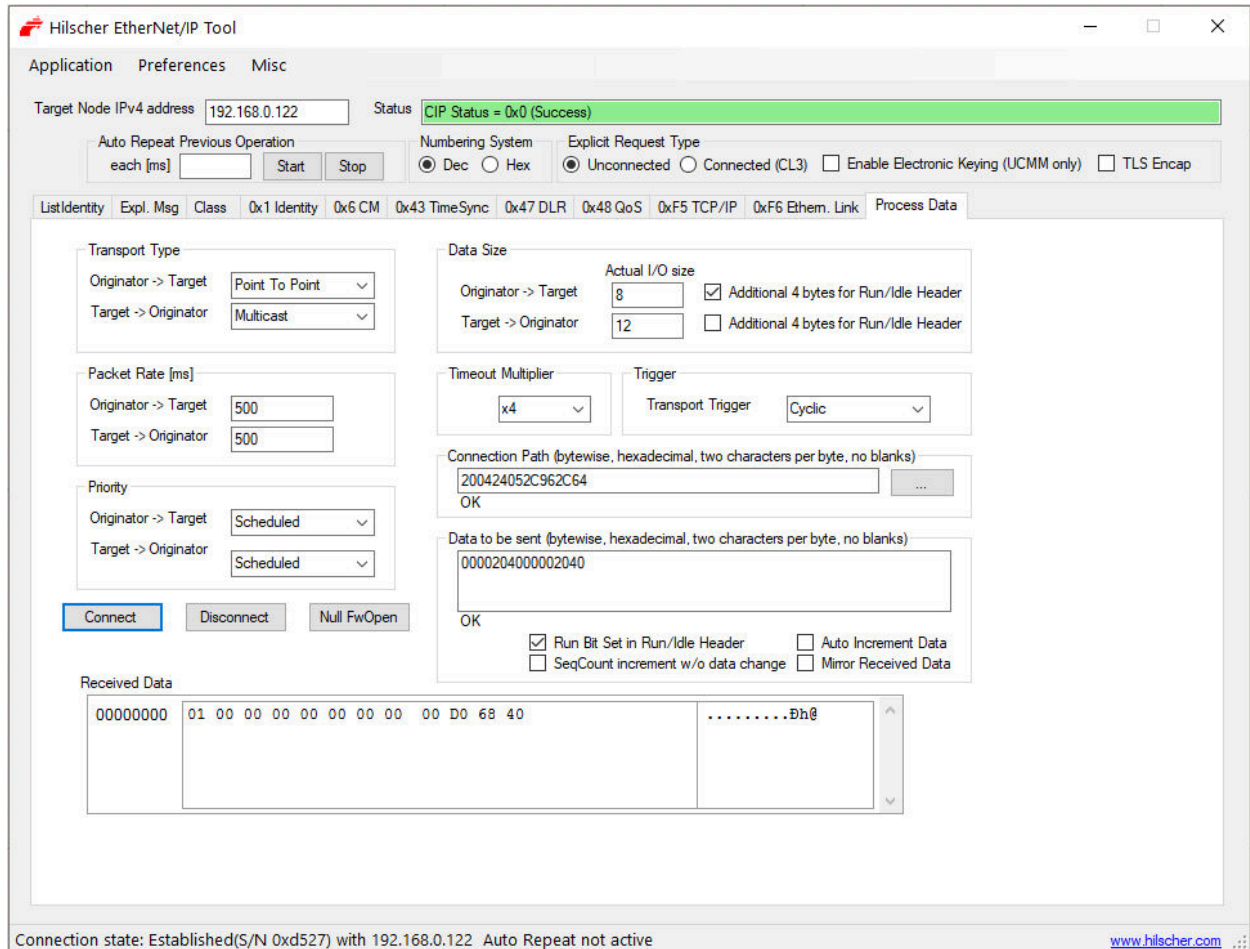 Hilscher EtherNet/IP Tool
Application Preferences Misc
Target Node IPv4 address 192.168.0.122 Status CIP Status = 0x0 (Success)
Auto Repeat Previous Operation Numbering System Explicit Request Type
each [ms] Start Stop Dec Hex Unconnected Connected (CL3) Enable Electronic Keying (UCMM only) TLS Encap
ListIdentity Expl. Msg Class 0x1 Identity 0x6 CM 0x43 TimeSync 0x47 DLR 0x48 QoS 0xF5 TCP/IP 0xF6 Ethern. Link Process Data
Transport Type
Originator -> Target Point To Point
Target -> Originator Multicast
Data Size
Actual I/O size
Originator -> Target 8 Additional 4 bytes for Run/Idle Header
Target -> Originator 12 Additional 4 bytes for Run/Idle Header
Packet Rate [ms]
Originator -> Target 500
Target -> Originator 500
Timeout Multiplier
x4
Trigger
Transport Trigger Cyclic
Connection Path (bytewise, hexadecimal, two characters per byte, no blanks)
200424052C962C64 ...
OK
Priority
Originator -> Target Scheduled
Target -> Originator Scheduled
Data to be sent (bytewise, hexadecimal, two characters per byte, no blanks)
0000204000002040
OK
Run Bit Set in Run/Idle Header Auto Increment Data
SeqCount increment w/o data change Mirror Received Data
Connect Disconnect Null FwOpen
Received Data
00000000 01 00 00 00 00 00 00 00 00 D0 68 40 .........Ðh@
Connection state: Established(S/N 0xd527) with 192.168.0.122 Auto Repeat not active www.hilscher.com